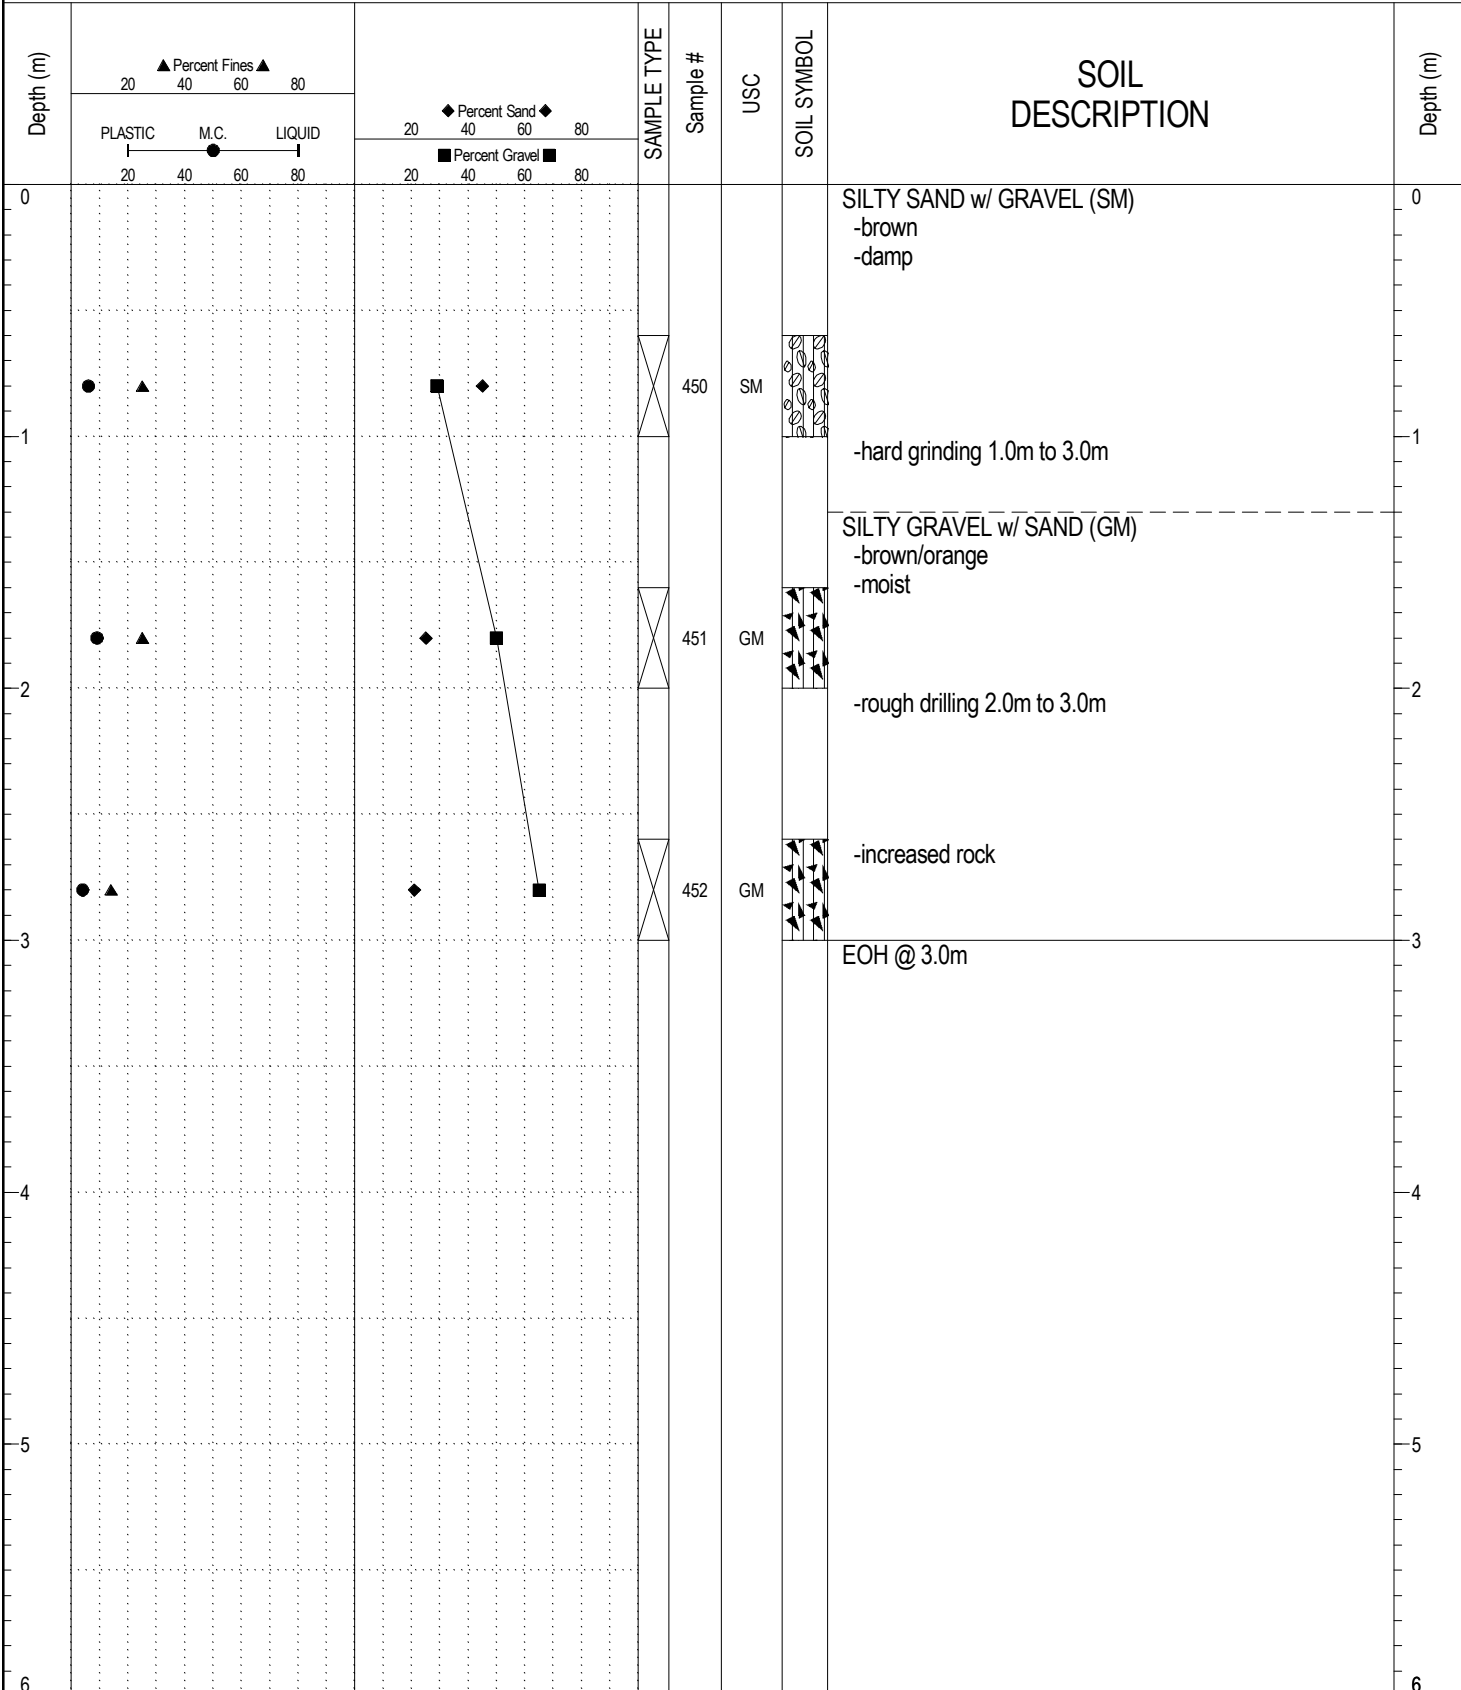 Depth (m)
▲ Percent Fines ▲
20 40 60 80
PLASTIC M.C. LIQUID
20 40 60 80
◆ Percent Sand ◆
20 40 60 80
■ Percent Gravel ■
20 40 60 80
SAMPLE TYPE
Sample #
USC
SOIL SYMBOL
SOIL
DESCRIPTION
Depth (m)
0 SILTY SAND w/ GRAVEL (SM) 0
-brown
-damp
450 SM
1 1
-hard grinding 1.0m to 3.0m
SILTY GRAVEL w/ SAND (GM)
-brown/orange
-moist
451 GM
2 2
-rough drilling 2.0m to 3.0m
-increased rock
452 GM
3 3
EOH @ 3.0m
4 4
5 5
6 6